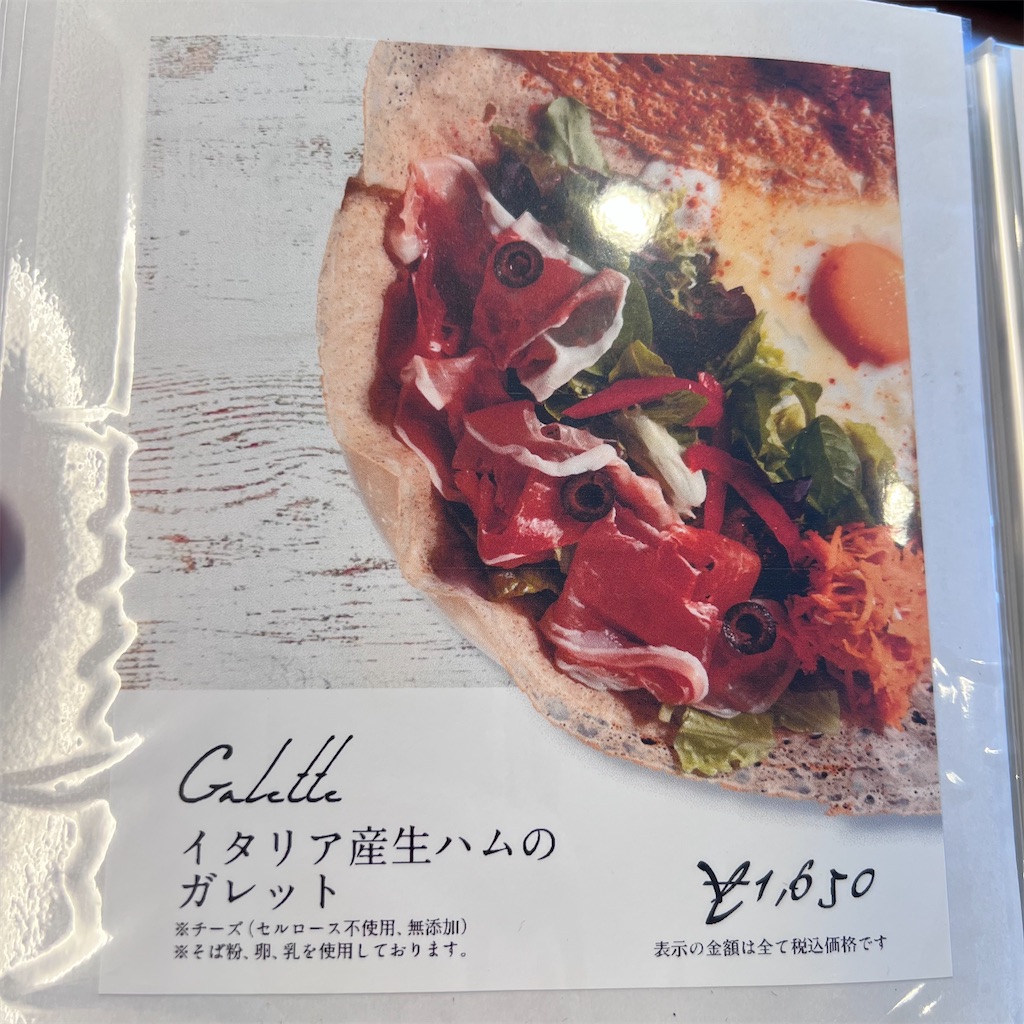 Galette
イタリア産生ハムの
ガレット
※チーズ(セルロース不使用、無添加)
※そば粉、卵、乳を使用しております。
¥1,650
表示の金額は全て税込価格です